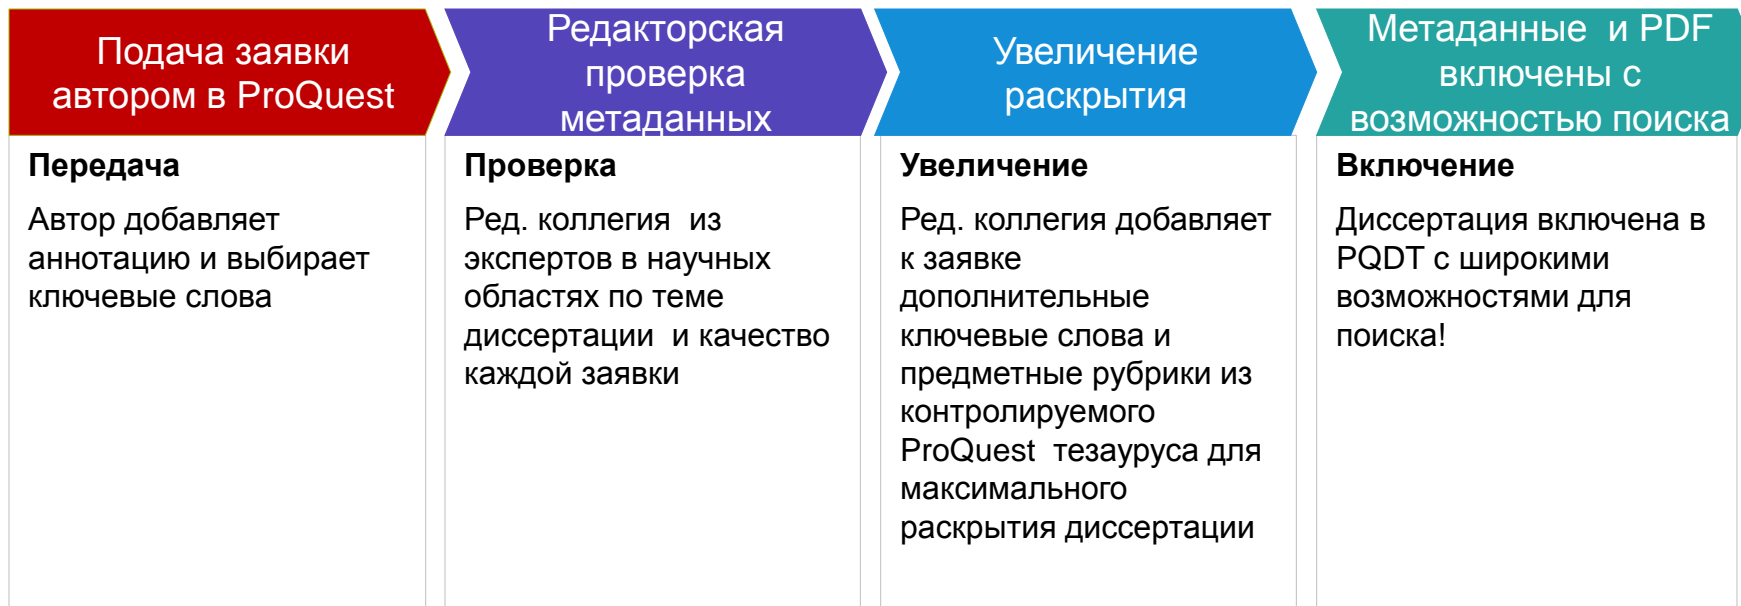 Подача заявки
автором в ProQuest
Редакторская
проверка
метаданных
Увеличение
раскрытия
Метаданные  и PDF
включены с
возможностью поиска
Передача
Автор добавляет
аннотацию и выбирает
ключевые слова
Проверка
Ред. коллегия  из
экспертов в научных
областях по теме
диссертации  и качество
каждой заявки
Увеличение
Ред. коллегия добавляет
к заявке
дополнительные
ключевые слова и
предметные рубрики из
контролируемого
ProQuest  тезауруса для
максимального
раскрытия диссертации
Включение
Диссертация включена в
PQDT с широкими
возможностями для
поиска!